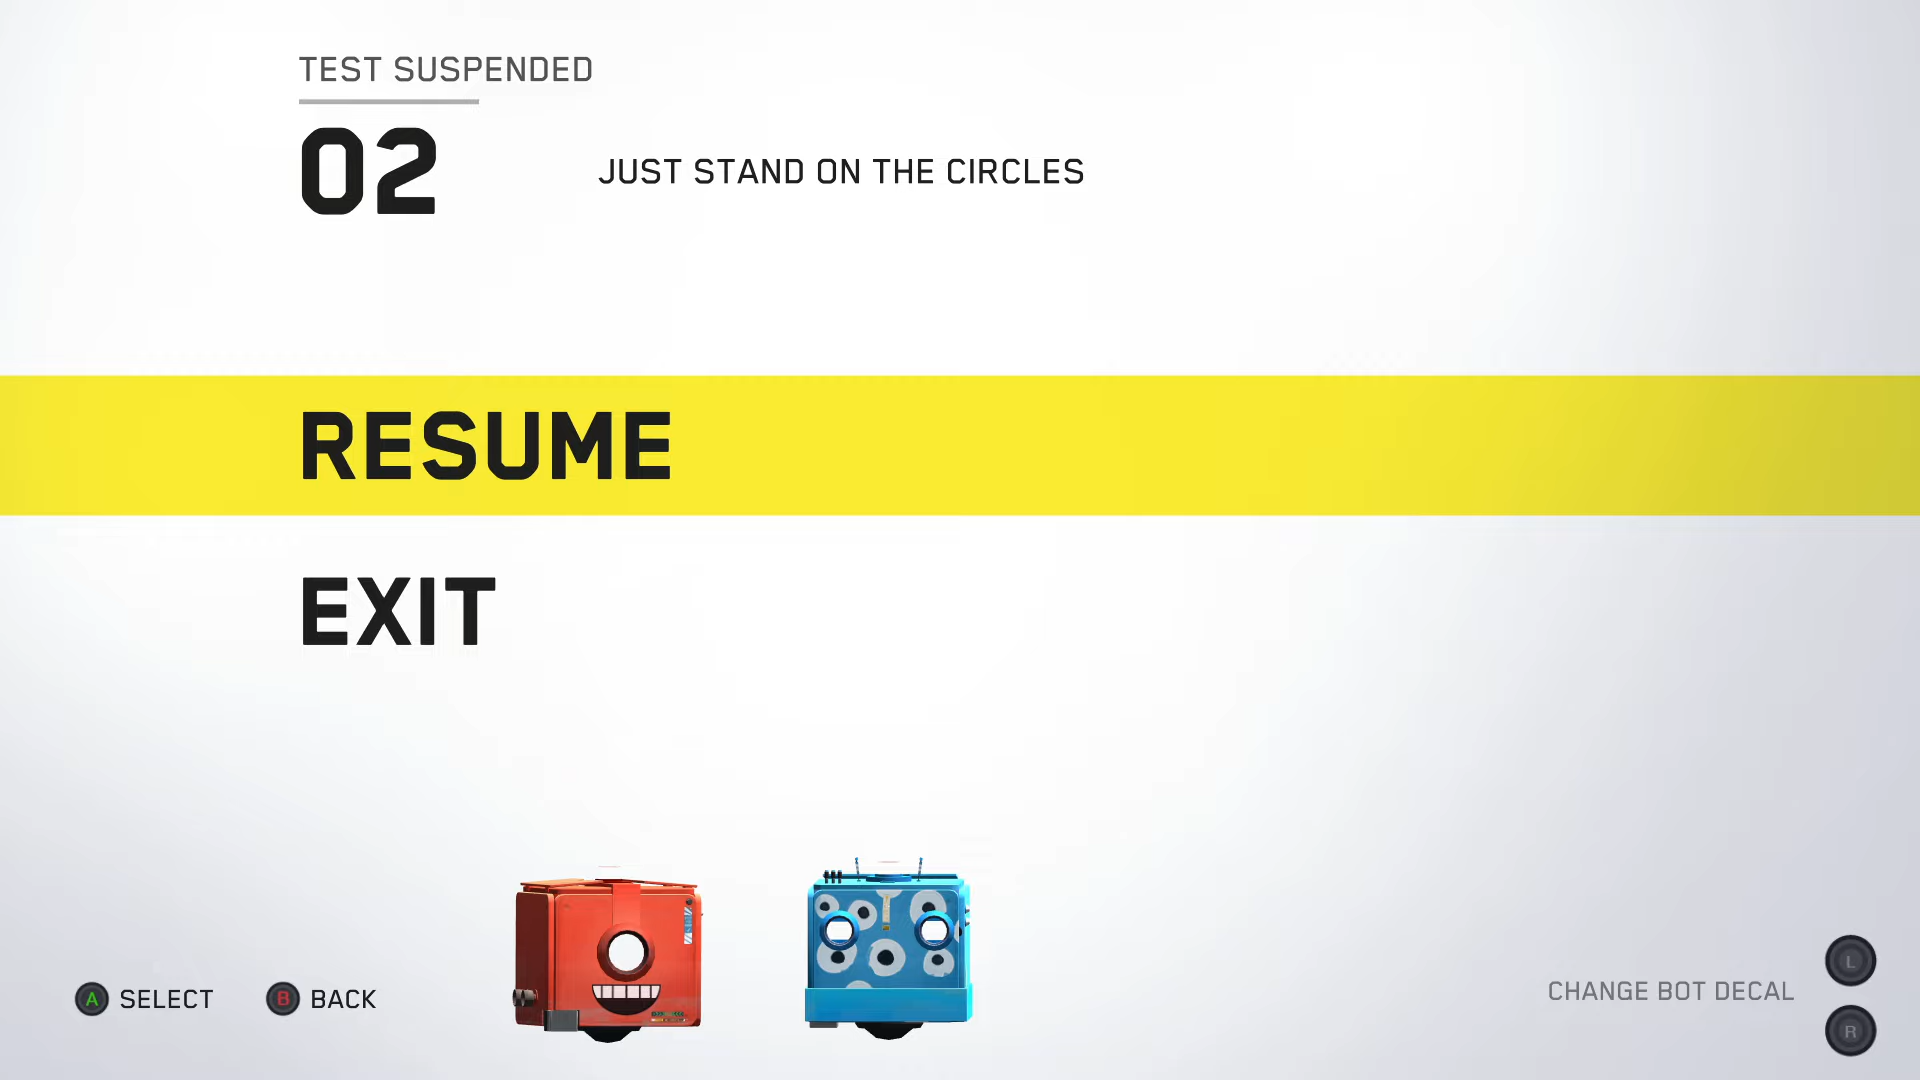 TEST SUSPENDED
02
JUST STAND ON THE CIRCLES
RESUME
EXIT
A SELECT
B BACK
CHANGE BOT DECAL
L
R